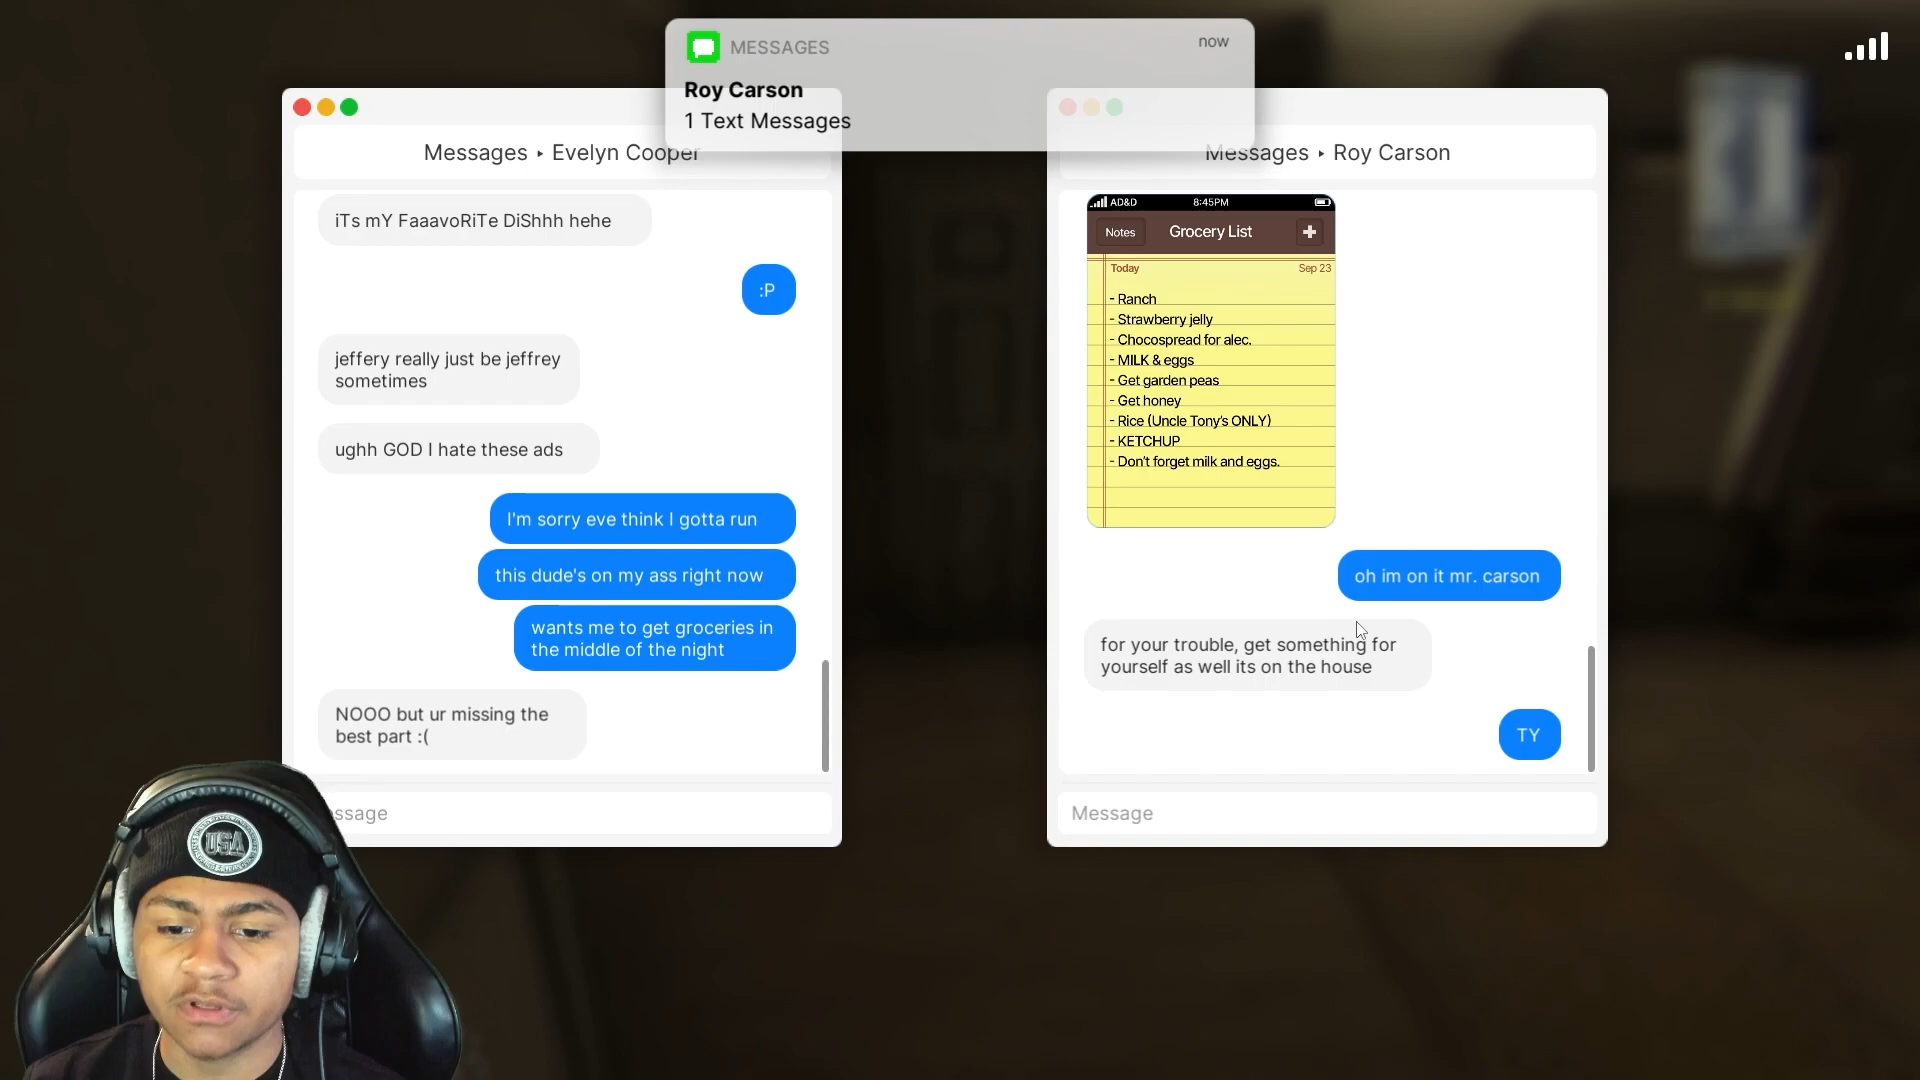 MESSAGES
now
Roy Carson
1 Text Messages
Messages ▸ Evelyn Cooper
iTs mY FaaavoRiTe DiShhh hehe
:P
jeffery really just be jeffrey
sometimes
ughh GOD I hate these ads
I'm sorry eve think I gotta run
this dude's on my ass right now
wants me to get groceries in
the middle of the night
NOOO but ur missing the
best part :(
ssage
Messages ▸ Roy Carson
AD&D
8:45PM
Notes
Grocery List
+
Today
Sep 23
- Ranch
- Strawberry jelly
- Chocospread for alec.
- MILK & eggs
- Get garden peas
- Get honey
- Rice (Uncle Tony's ONLY)
- KETCHUP
- Don't forget milk and eggs.
oh im on it mr. carson
for your trouble, get something for
yourself as well its on the house
TY
Message
USA